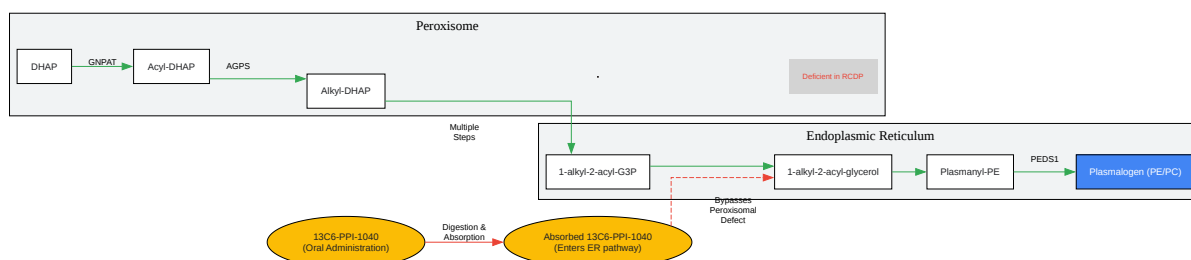 Peroxisome
DHAP
GNPAT
Acyl-DHAP
AGPS
Alkyl-DHAP
Deficient in RCDP
Multiple
Steps
Endoplasmic Reticulum
1-alkyl-2-acyl-G3P
1-alkyl-2-acyl-glycerol
Plasmanyl-PE
PEDS1
Plasmalogen (PE/PC)
Bypasses
Peroxisomal
Defect
13C6-PPI-1040
(Oral Administration)
Digestion &
Absorption
Absorbed 13C6-PPI-1040
(Enters ER pathway)